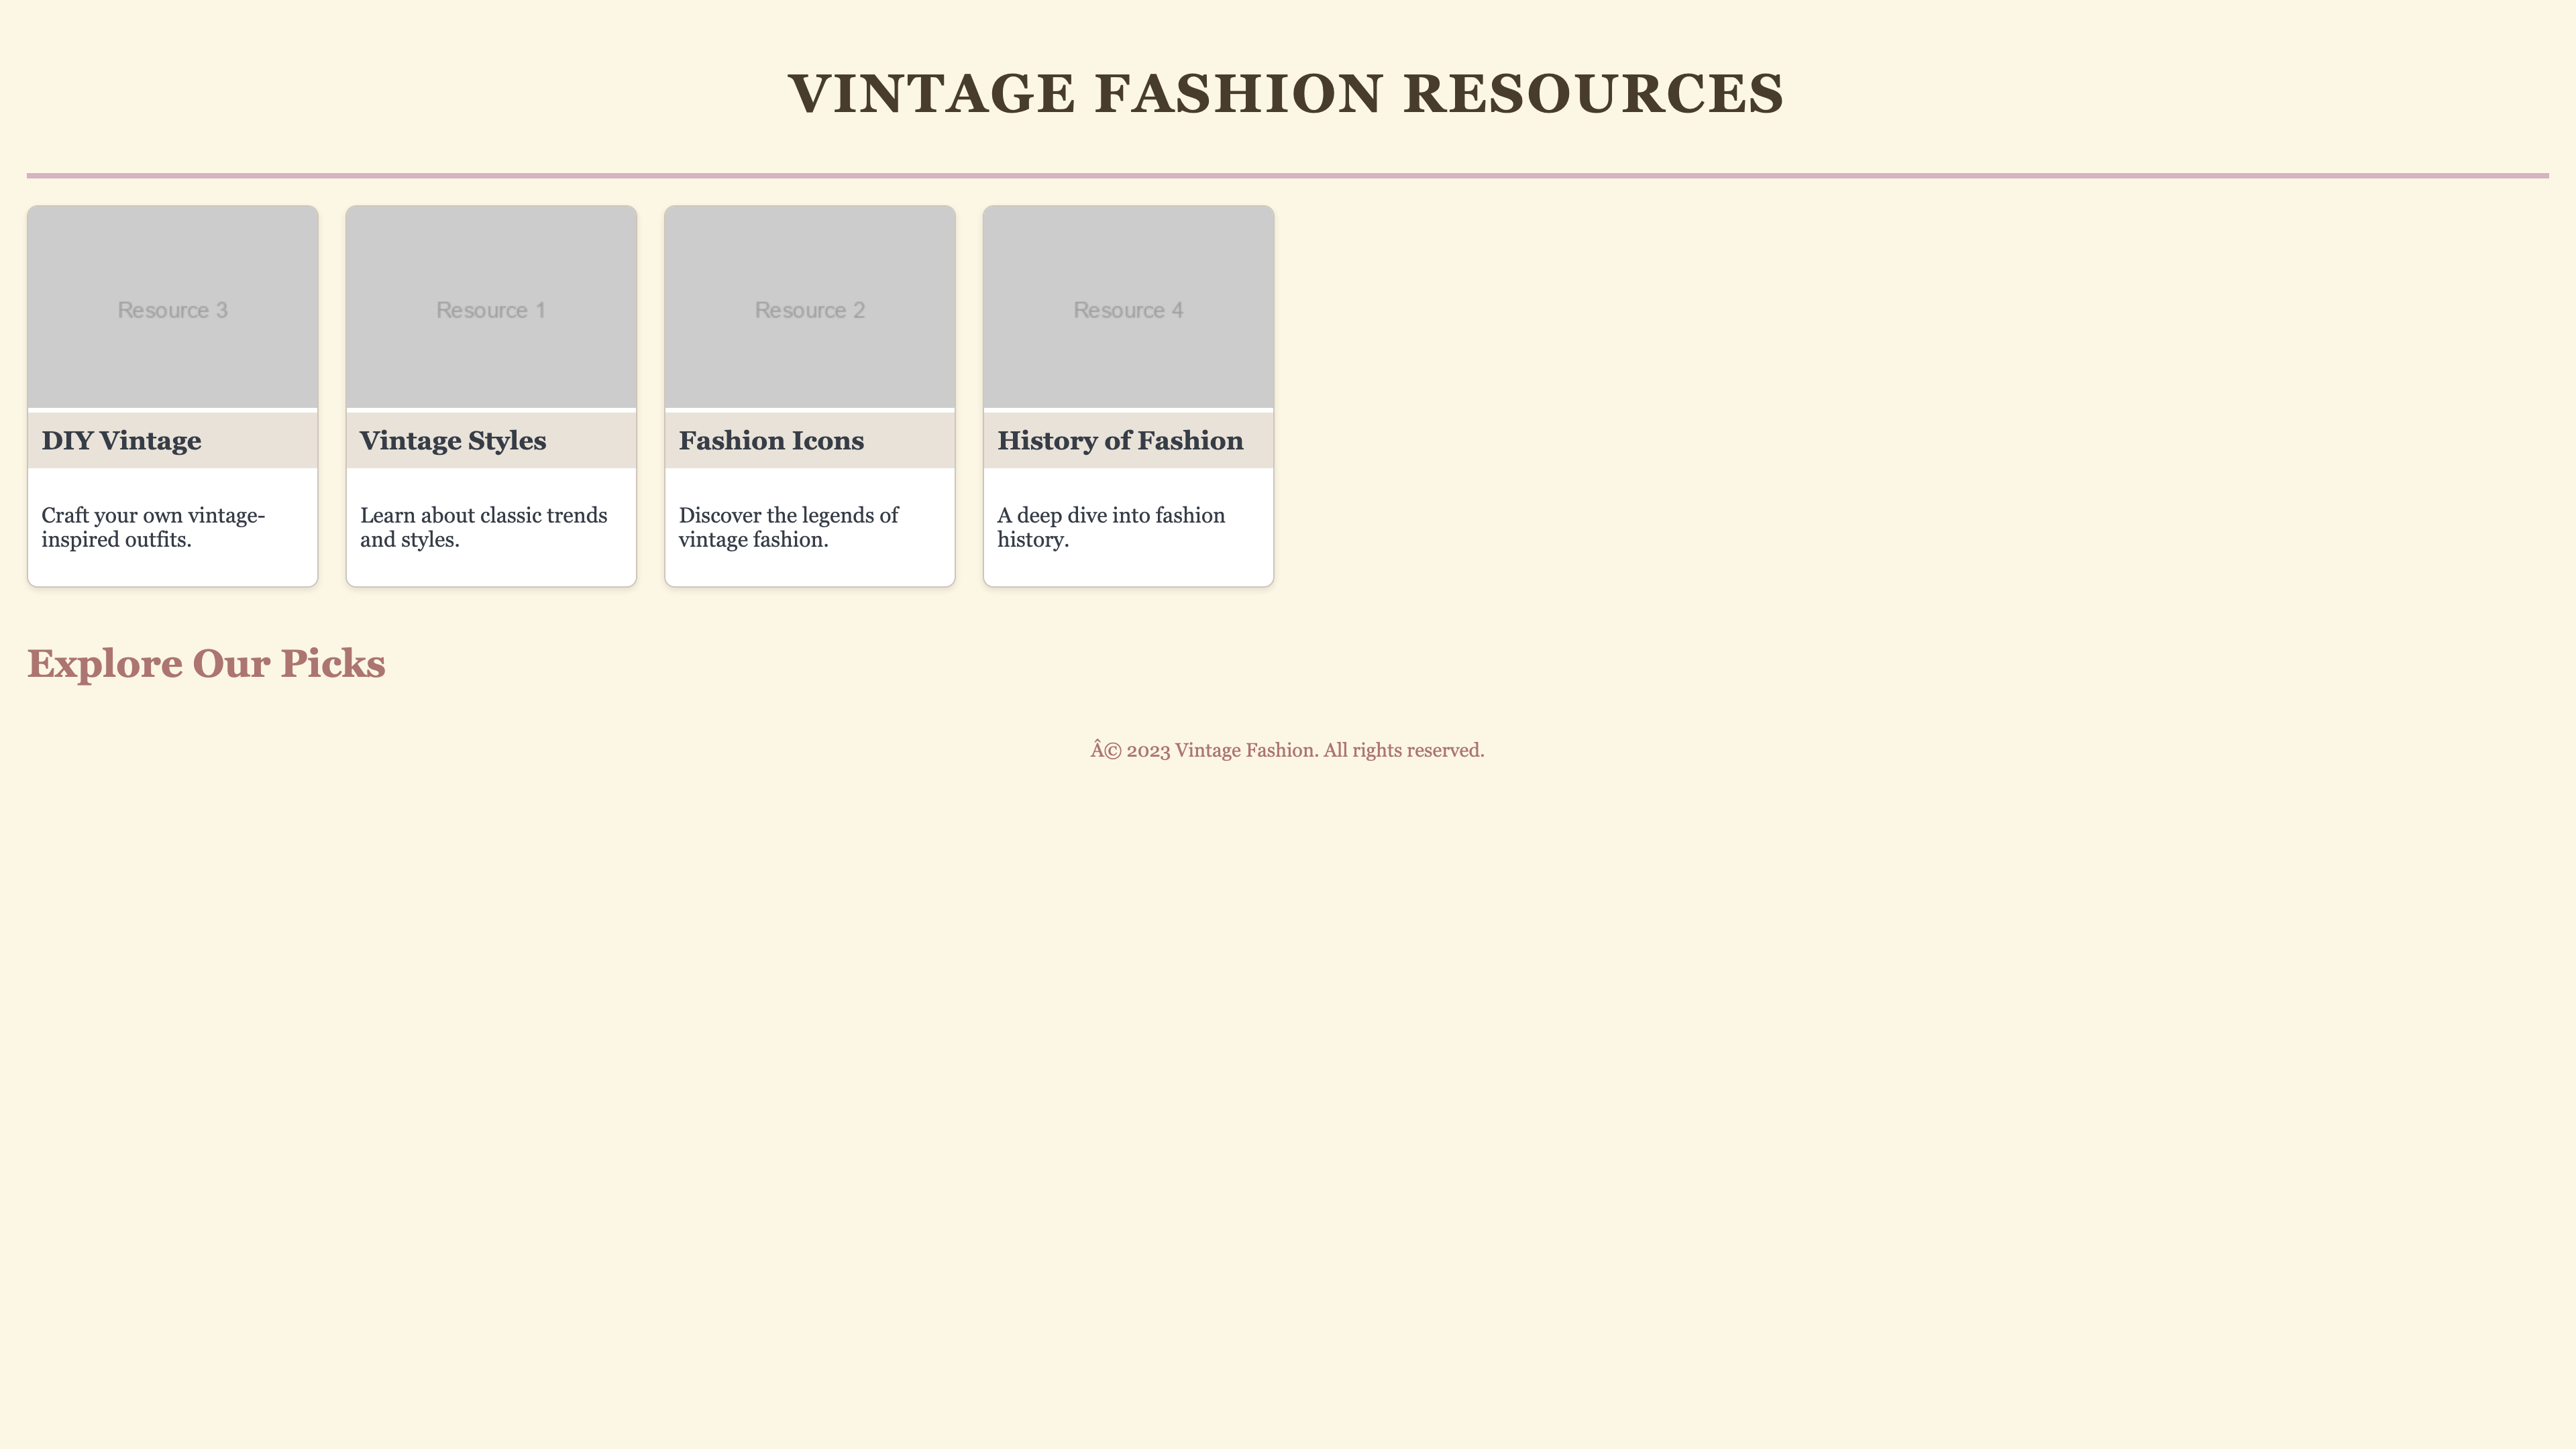 VINTAGE FASHION RESOURCES
Resource 3
DIY Vintage
Craft your own vintage-
inspired outfits.
Resource 1
Vintage Styles
Learn about classic trends
and styles.
Resource 2
Fashion Icons
Discover the legends of
vintage fashion.
Resource 4
History of Fashion
A deep dive into fashion
history.
Explore Our Picks
Â© 2023 Vintage Fashion. All rights reserved.